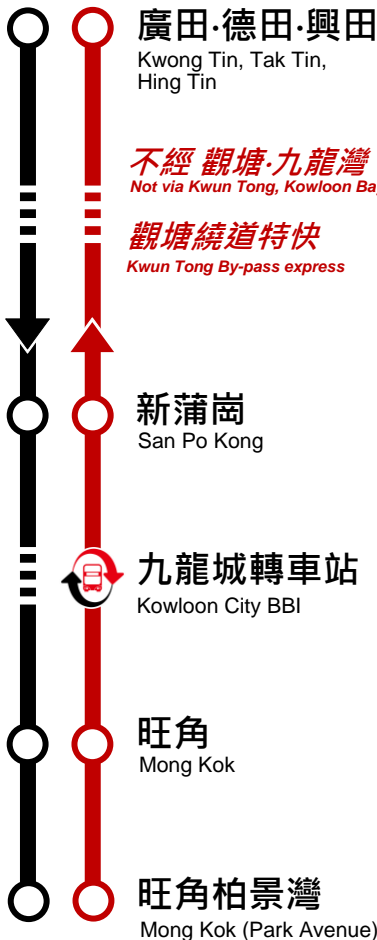 廣田·德田·興田
Kwong Tin, Tak Tin,
Hing Tin
不經 觀塘·九龍灣
Not via Kwun Tong, Kowloon Bay
觀塘繞道特快
Kwun Tong By-pass express
新蒲崗
San Po Kong
九龍城轉車站
Kowloon City BBI
旺角
Mong Kok
旺角柏景灣
Mong Kok (Park Avenue)